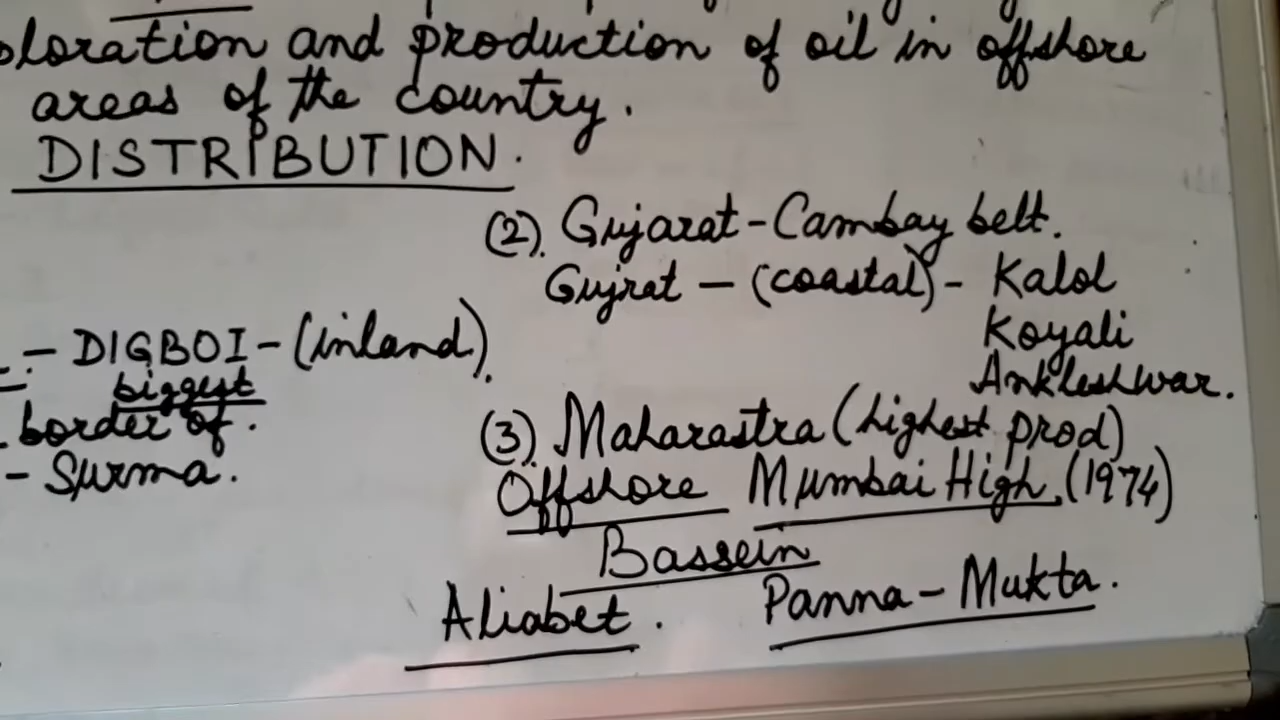 ploration and production of oil in offshore
areas of the country.
DISTRIBUTION.
- DIGBOI - (inland).
biggest
border of.
- Surma.
(2). Gujarat - Cambay belt.
Gujrat - (coastal) - Kalol
Koyali
Ankleshwar.
(3). Maharastra (highest prod)
Offshore Mumbai High (1974)
Bassein
Aliabet. Panna - Mukta.